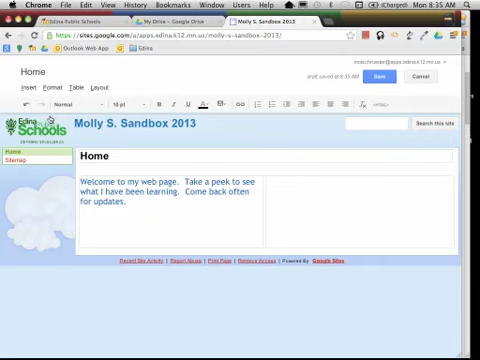 Chrome File Edit View History Bookmarks Window Users Help (Charged) Mon 8:35 AM
Edina Public Schools My Drive – Google Drive Molly S. Sandbox 2013
https://sites.google.com/a/apps.edina.k12.mn.us/molly-s-sandbox-2013/
Outlook Web App Edina
Home
draft saved at 8:35 AM Save Cancel
Insert Format Table Layout
Normal 10 pt B I U A <HTML>
Edina
Schools
Molly S. Sandbox 2013
Search this site
Home
Sitemap
Home
Welcome to my web page. Take a peek to see
what I have been learning. Come back often
for updates.
Recent Site Activity | Report Abuse | Print Page | Remove Access | Powered By Google Sites